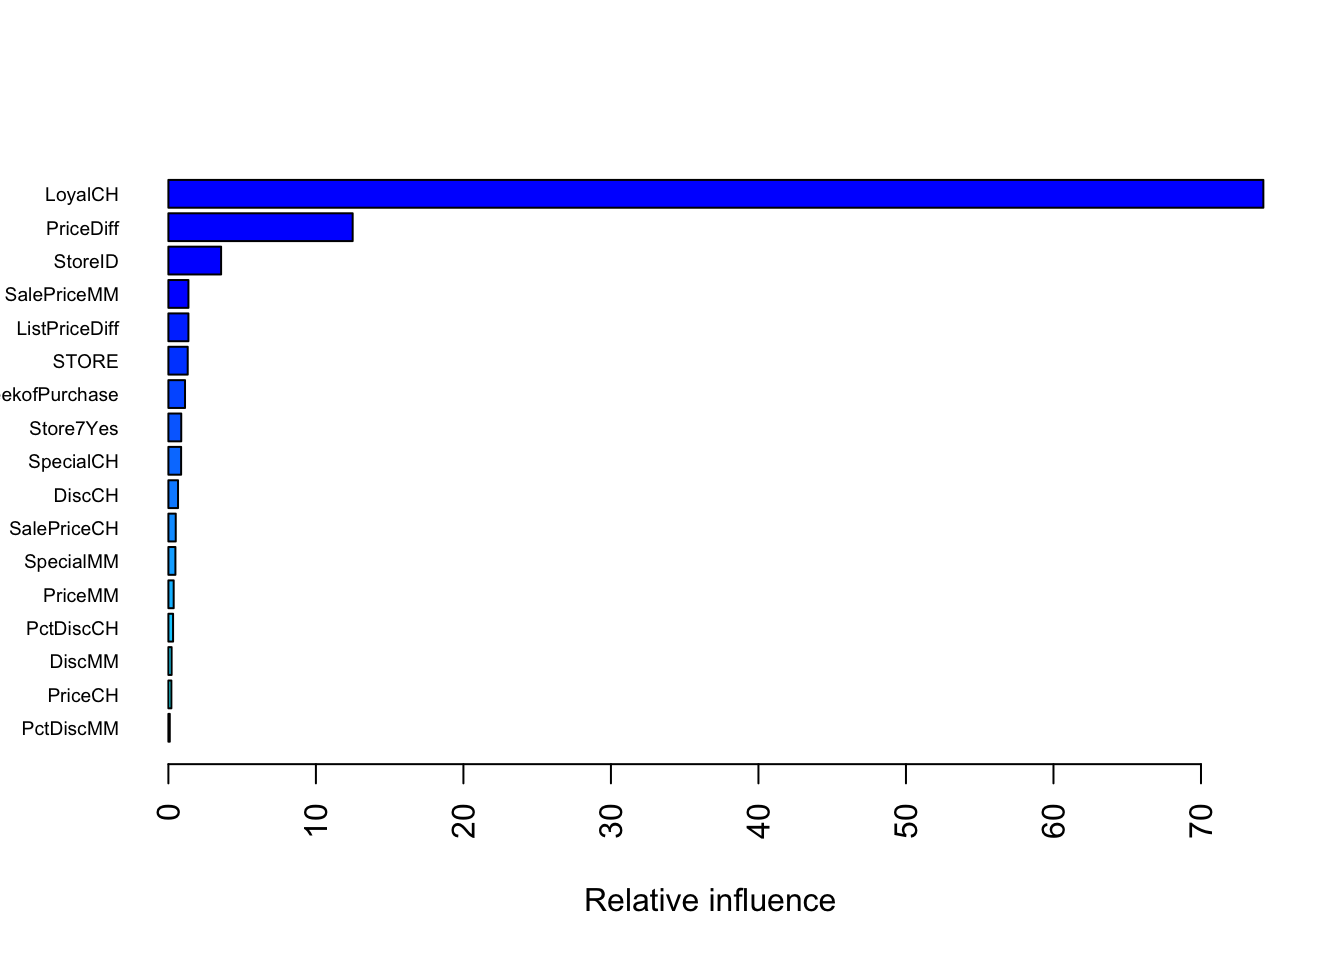 LoyalCH
PriceDiff
StoreID
SalePriceMM
ListPriceDiff
STORE
ekofPurchase
Store7Yes
SpecialCH
DiscCH
SalePriceCH
SpecialMM
PriceMM
PctDiscCH
DiscMM
PriceCH
PctDiscMM
0 10 20 30 40 50 60 70
Relative influence